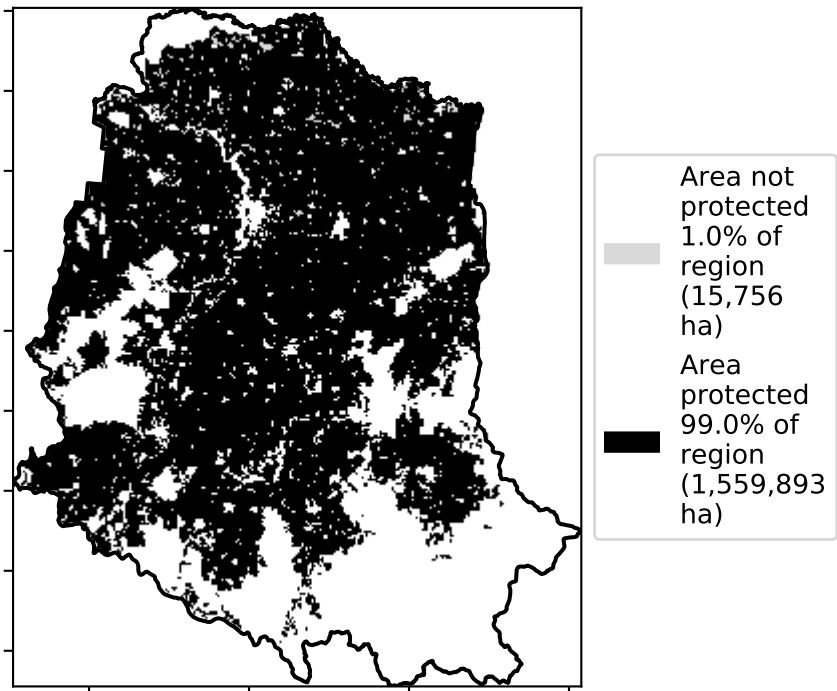 Area not
protected
1.0% of
region
(15,756
ha)
Area
protected
99.0% of
region
(1,559,893
ha)